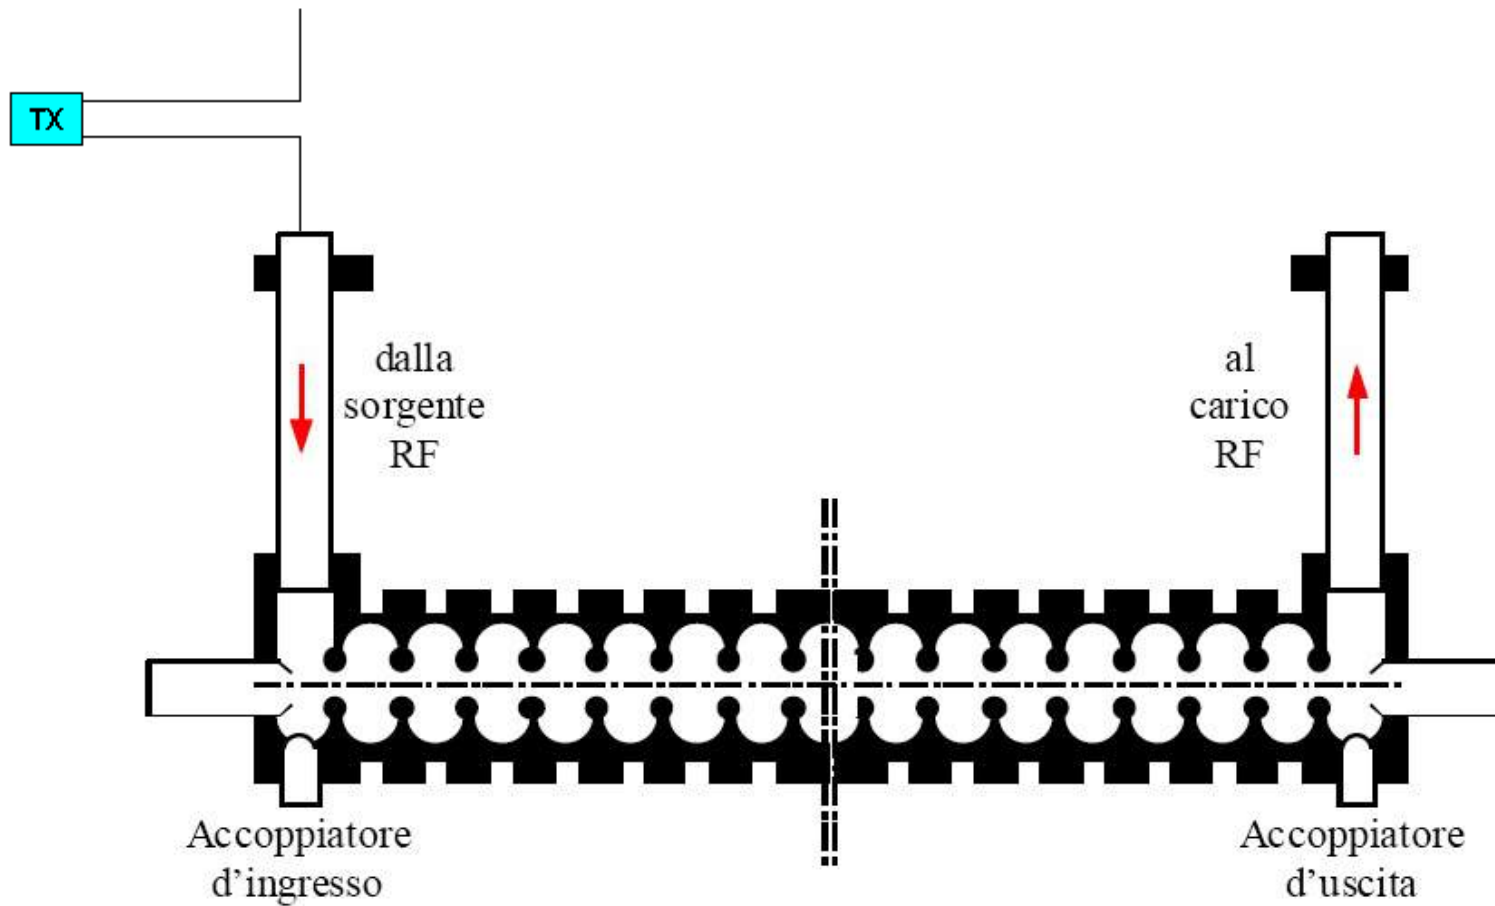 TX
dalla
sorgente
RF
al
carico
RF
Accoppiatore
d’ingresso
Accoppiatore
d’uscita